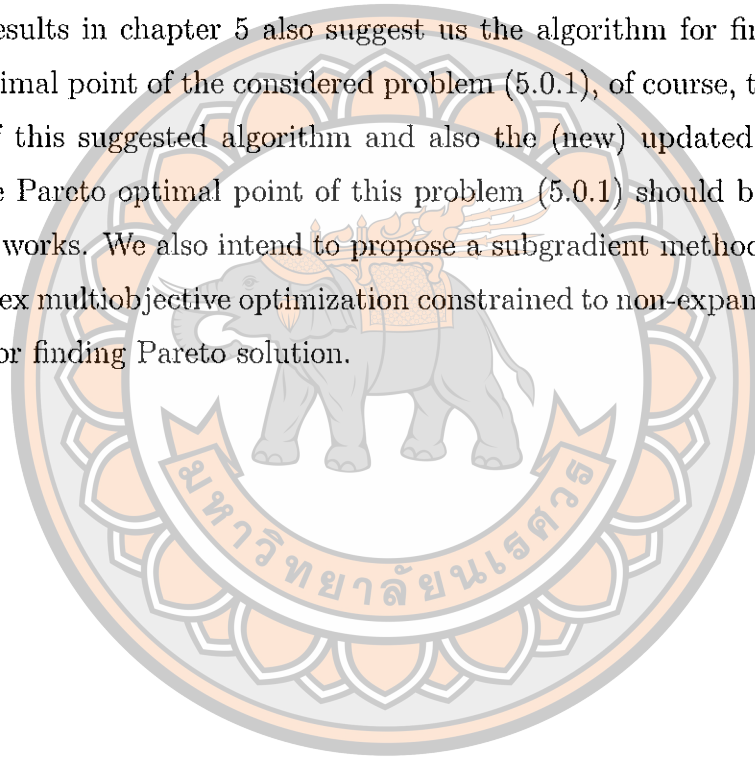 esults in chapter 5 also suggest us the algorithm for fi
imal point of the considered problem (5.0.1), of course, t
this suggested algorithm and also the (new) updated
Pareto optimal point of this problem (5.0.1) should b
works. We also intend to propose a subgradient method
ex multiobjective optimization constrained to non-expan
or finding Pareto solution.
มหาวิทยาลัยนเรศวร